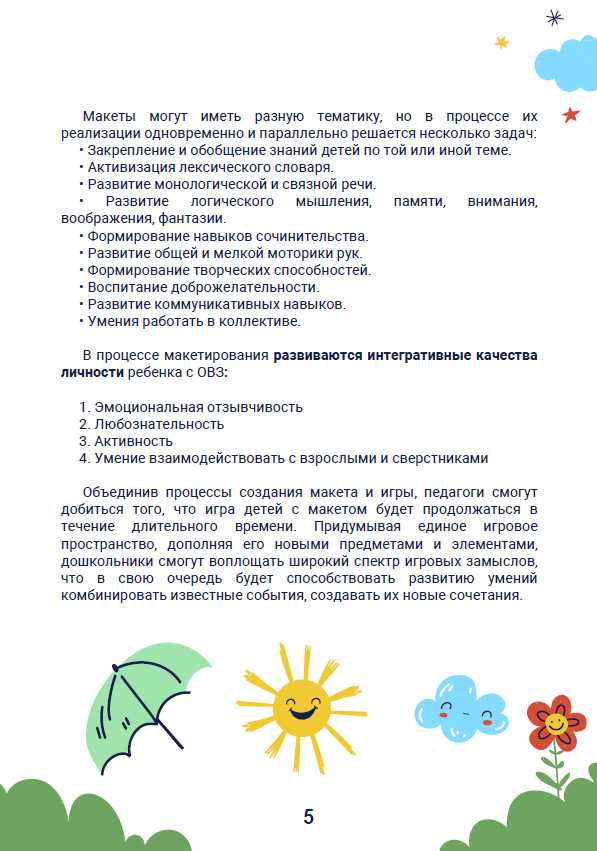 Макеты могут иметь разную тематику, но в процессе их
реализации одновременно и параллельно решается несколько задач:
• Закрепление и обобщение знаний детей по той или иной теме.
• Активизация лексического словаря.
• Развитие монологической и связной речи.
• Развитие логического мышления, памяти, внимания,
воображения, фантазии.
• Формирование навыков сочинительства.
• Развитие общей и мелкой моторики рук.
• Формирование творческих способностей.
• Воспитание доброжелательности.
• Развитие коммуникативных навыков.
• Умения работать в коллективе.
В процессе макетирования развиваются интегративные качества
личности ребенка с ОВЗ:
1. Эмоциональная отзывчивость
2. Любознательность
3. Активность
4. Умение взаимодействовать с взрослыми и сверстниками
Объединив процессы создания макета и игры, педагоги смогут
добиться того, что игра детей с макетом будет продолжаться в
течение длительного времени. Придумывая единое игровое
пространство, дополняя его новыми предметами и элементами,
дошкольники смогут воплощать широкий спектр игровых замыслов,
что в свою очередь будет способствовать развитию умений
комбинировать известные события, создавать их новые сочетания.
5